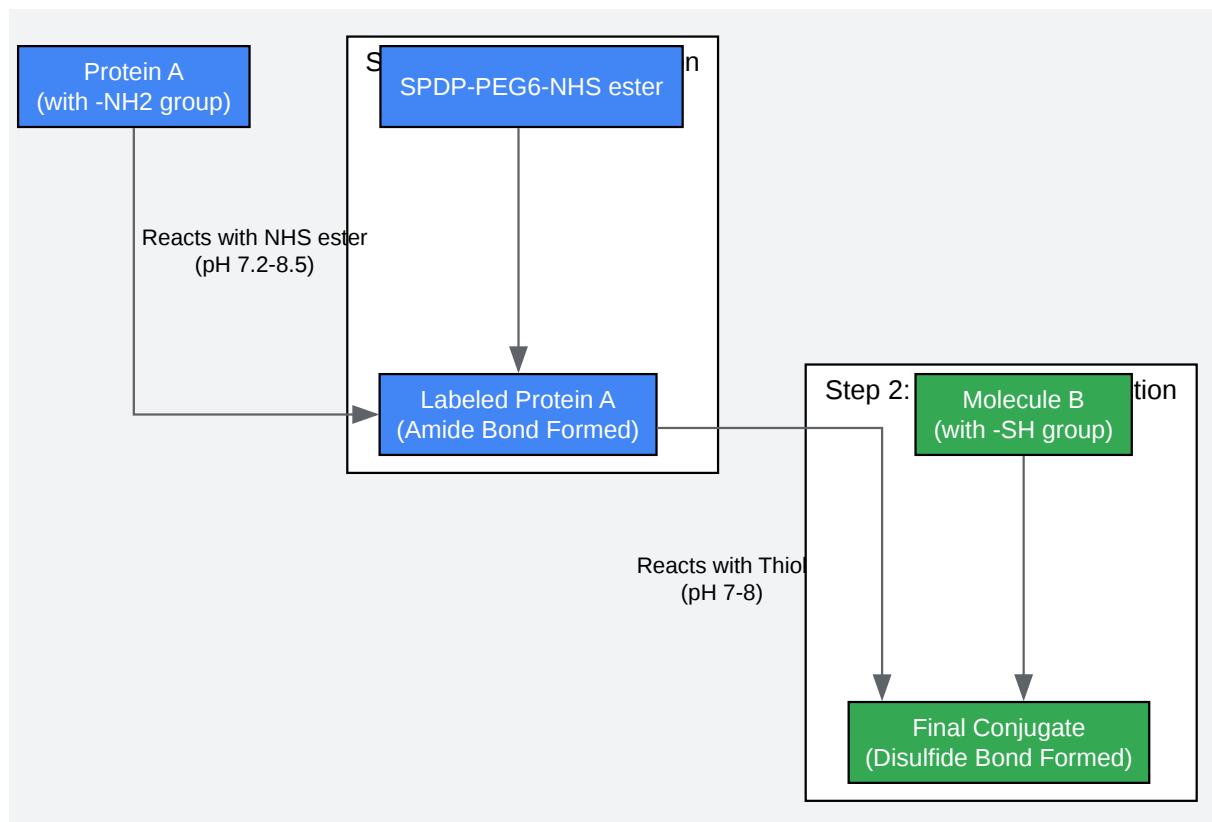 Protein A
(with -NH2 group)
SPDP-PEG6-NHS ester
Reacts with NHS ester
(pH 7.2-8.5)
Labeled Protein A
(Amide Bond Formed)
Step 2:
Molecule B
(with -SH group)
Reacts with Thiol
(pH 7-8)
Final Conjugate
(Disulfide Bond Formed)